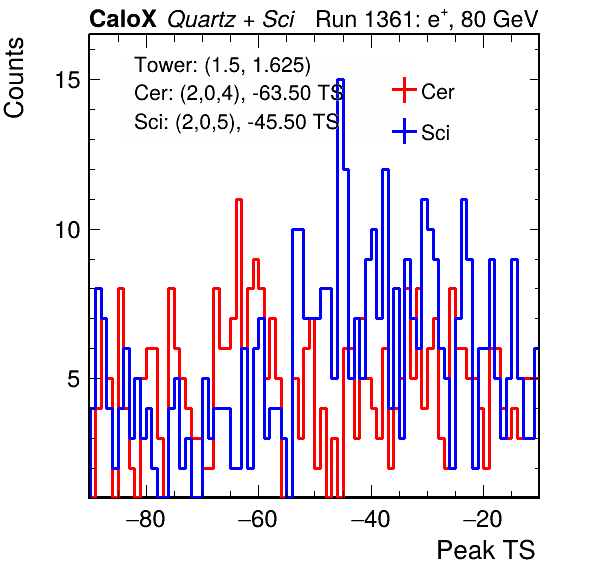 CaloX Quartz + Sci Run 1361: e+, 80 GeV
Counts
Tower: (1.5, 1.625)
Cer: (2,0,4), -63.50 TS
Sci: (2,0,5), -45.50 TS
Cer
Sci
15
10
5
−80 −60 −40 −20
Peak TS